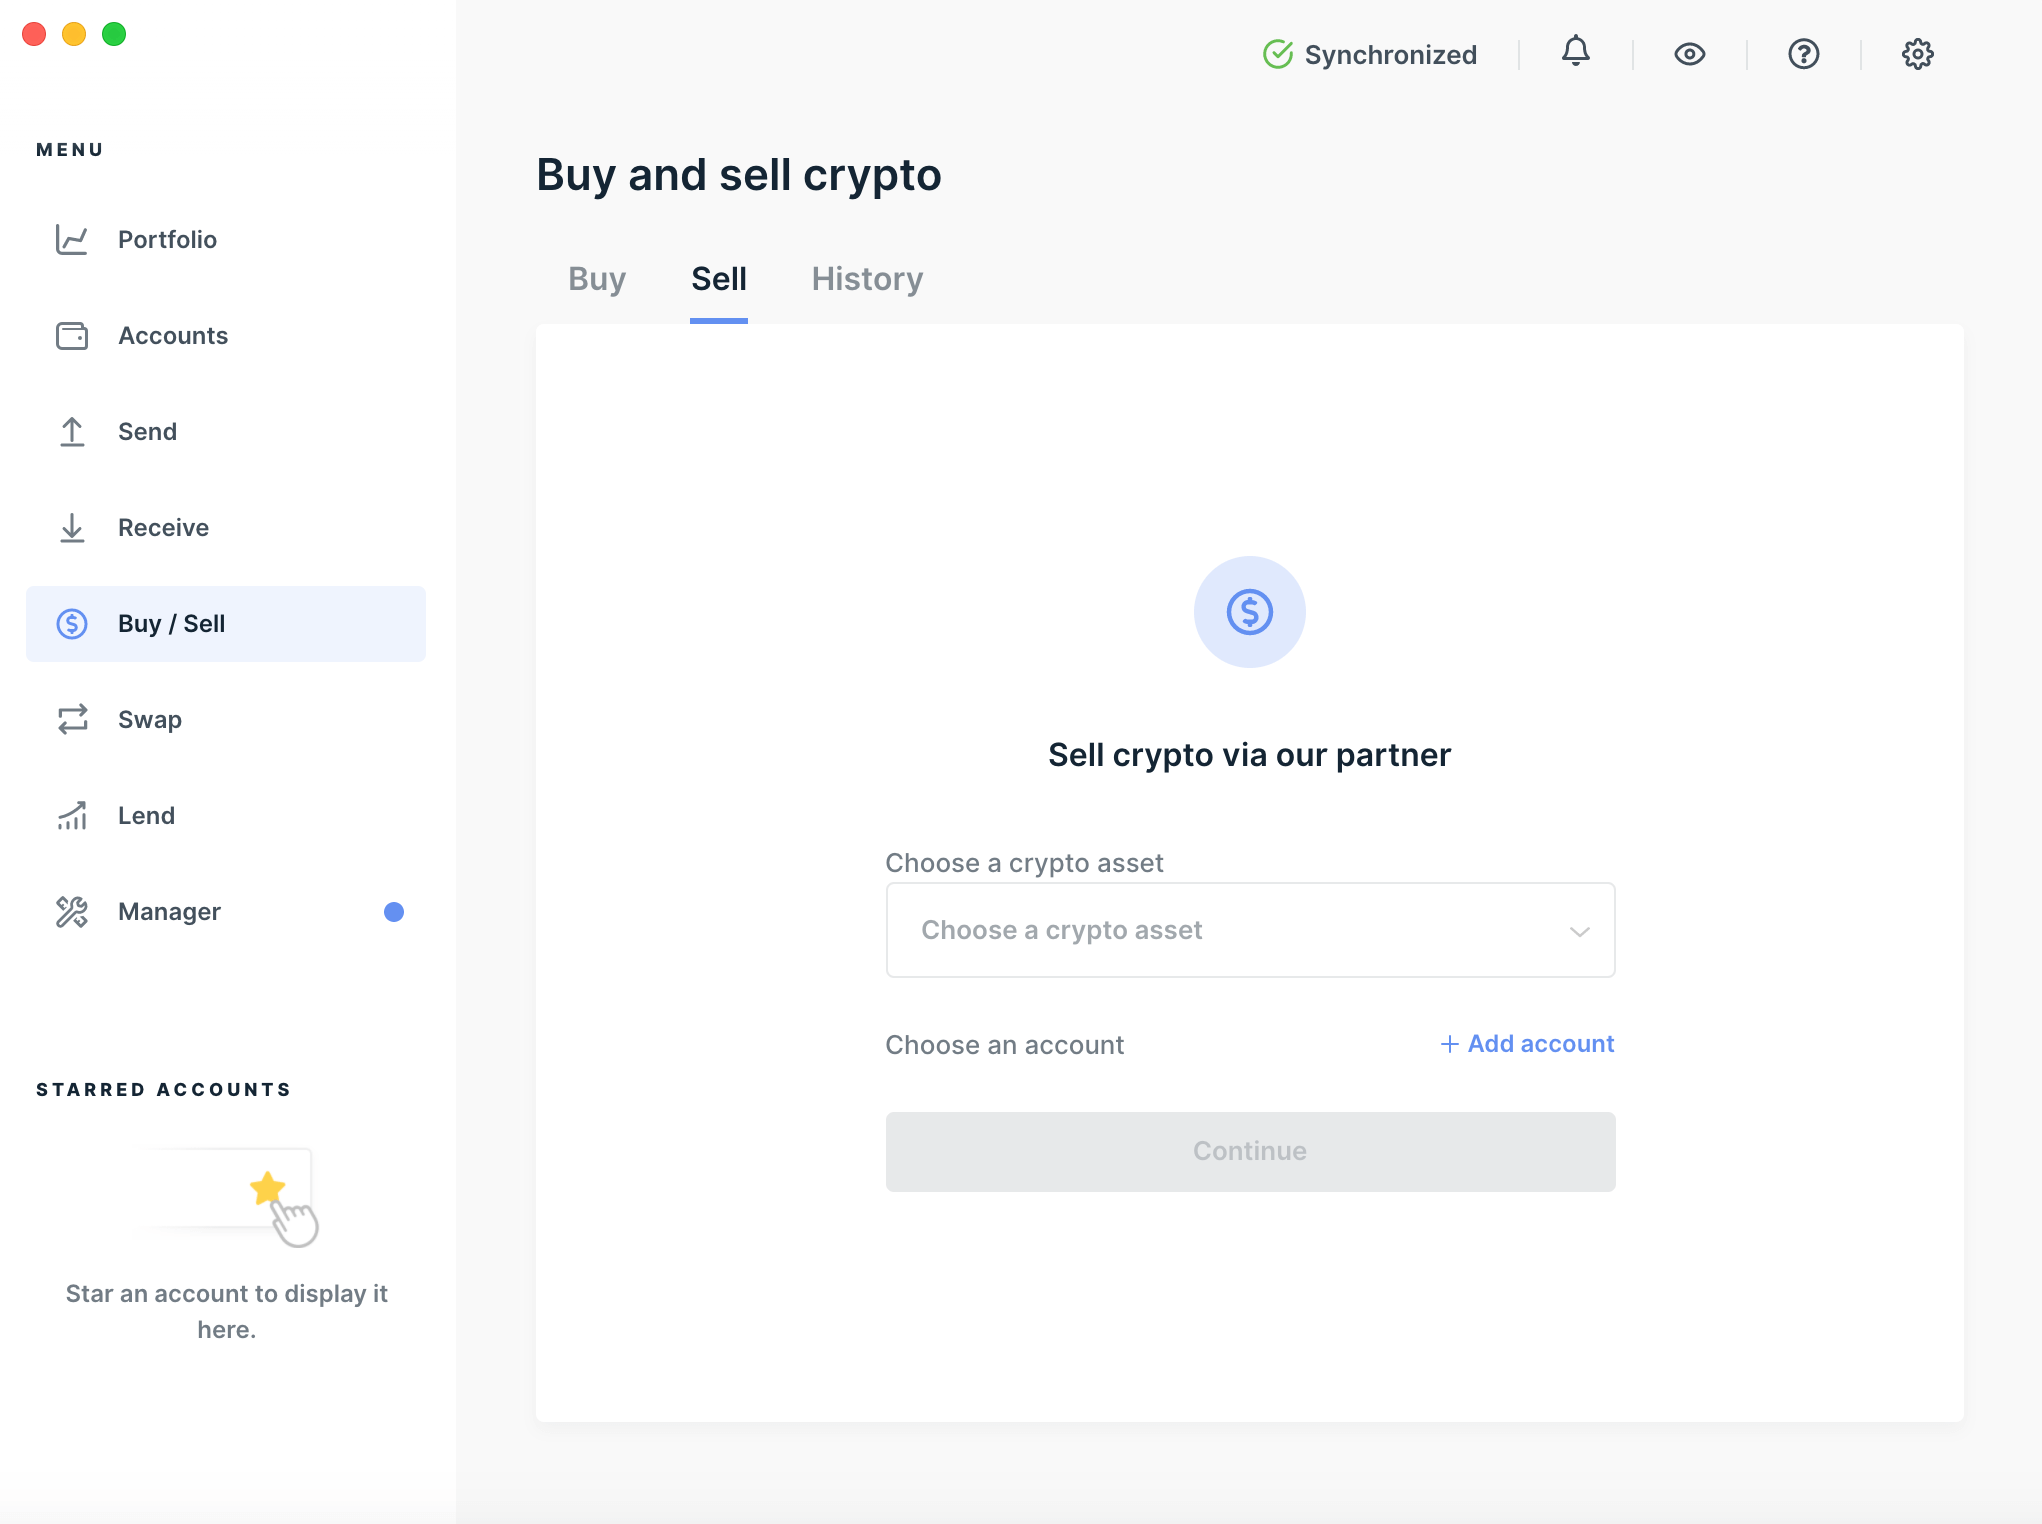 MENU
Portfolio
Accounts
Send
Receive
Buy / Sell
Swap
Lend
Manager
STARRED ACCOUNTS
Star an account to display it
here.
Synchronized
Buy and sell crypto
Buy
Sell
History
Sell crypto via our partner
Choose a crypto asset
Choose a crypto asset
Choose an account
+ Add account
Continue